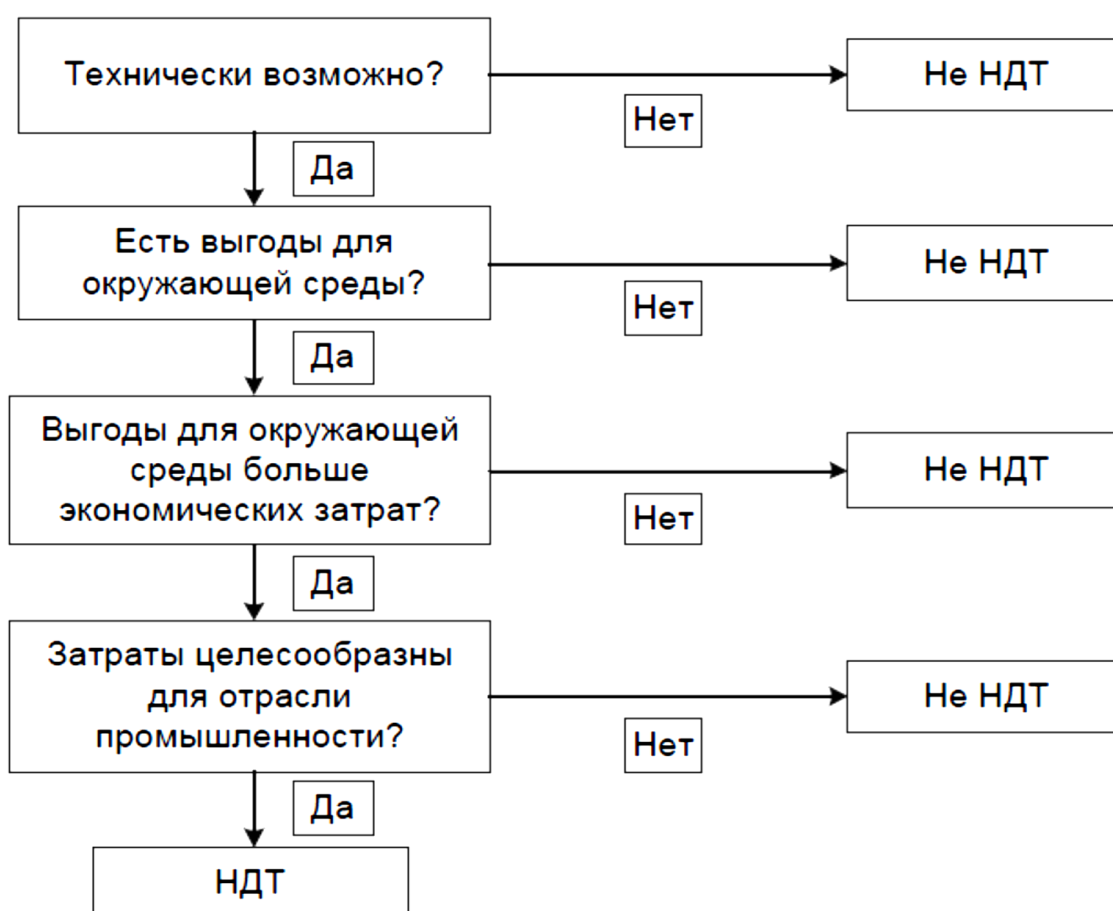 Технически возможно?
Не НДТ
Нет
Да
Есть выгоды для
окружающей среды?
Не НДТ
Нет
Да
Выгоды для окружающей
среды больше
экономических затрат?
Не НДТ
Нет
Да
Затраты целесообразны
для отрасли
промышленности?
Не НДТ
Нет
Да
НДТ